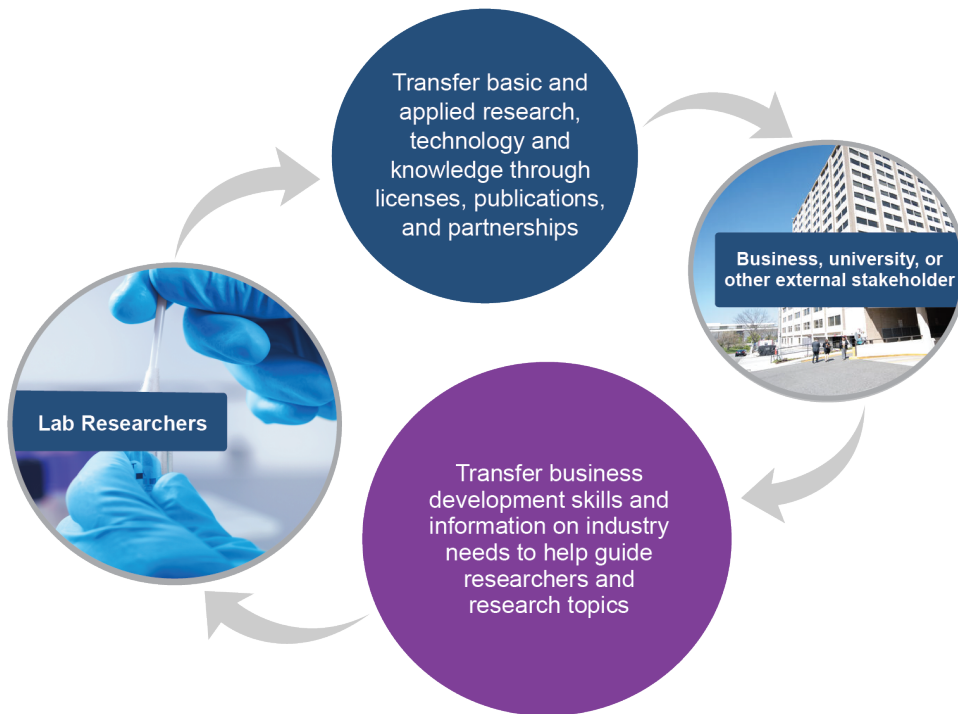 Transfer basic and
applied research,
technology and
knowledge through
licenses, publications,
and partnerships
Business, university, or
other external stakeholder
Lab Researchers
Transfer business
development skills and
information on industry
needs to help guide
researchers and
research topics